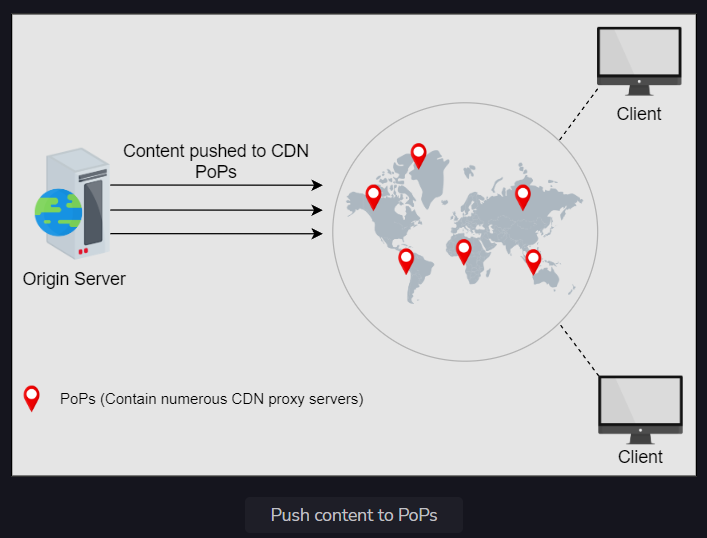 Client
Content pushed to CDN
PoPs
Origin Server
PoPs (Contain numerous CDN proxy servers)
Client
Push content to PoPs